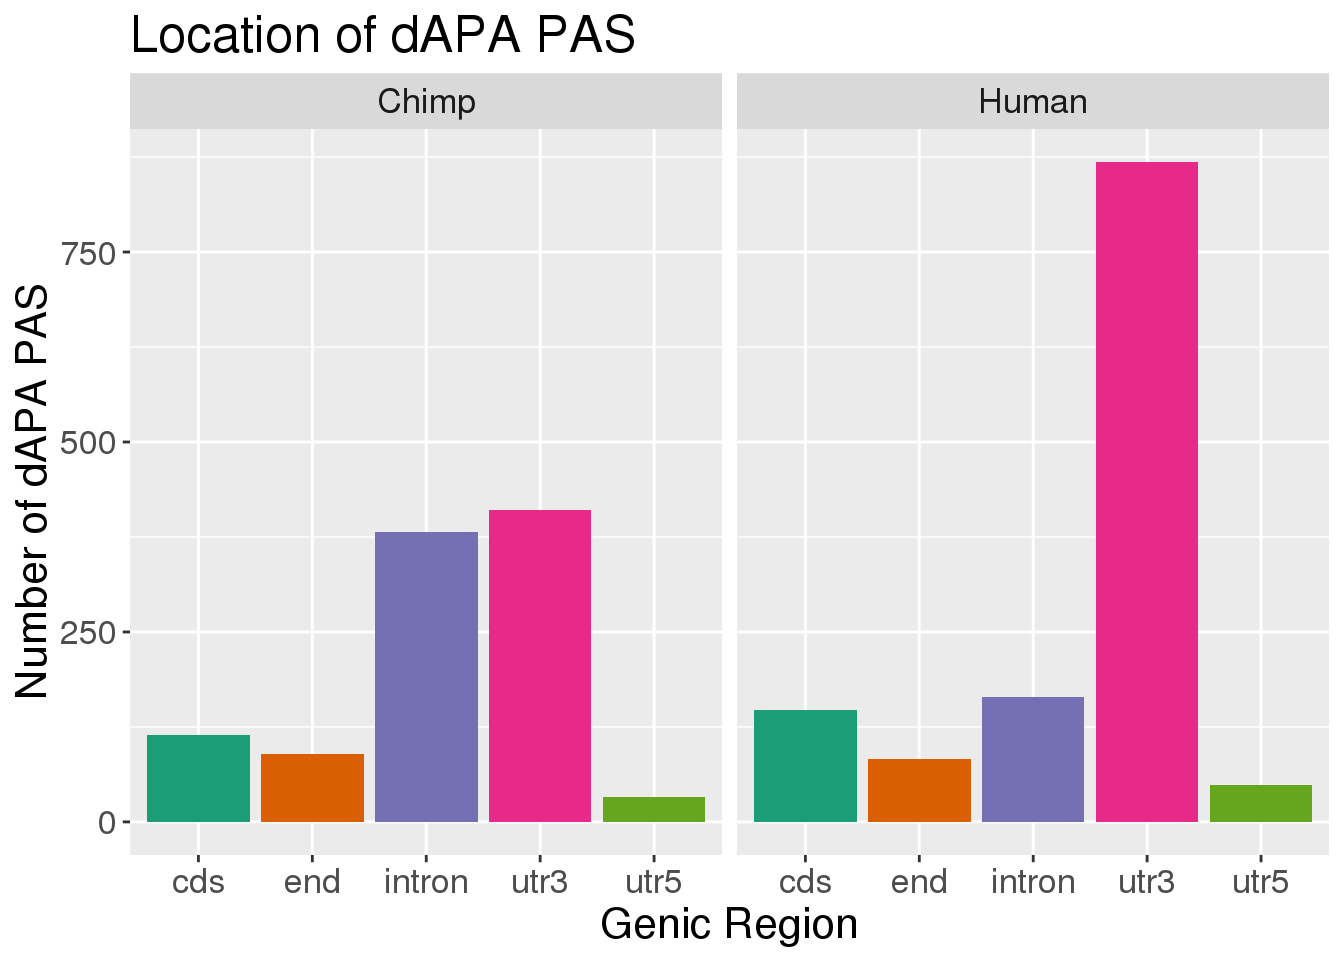 Location of dAPA PAS
Chimp
Human
Number of dAPA PAS
750
500
250
0
cds end intron utr3 utr5
cds end intron utr3 utr5
Genic Region